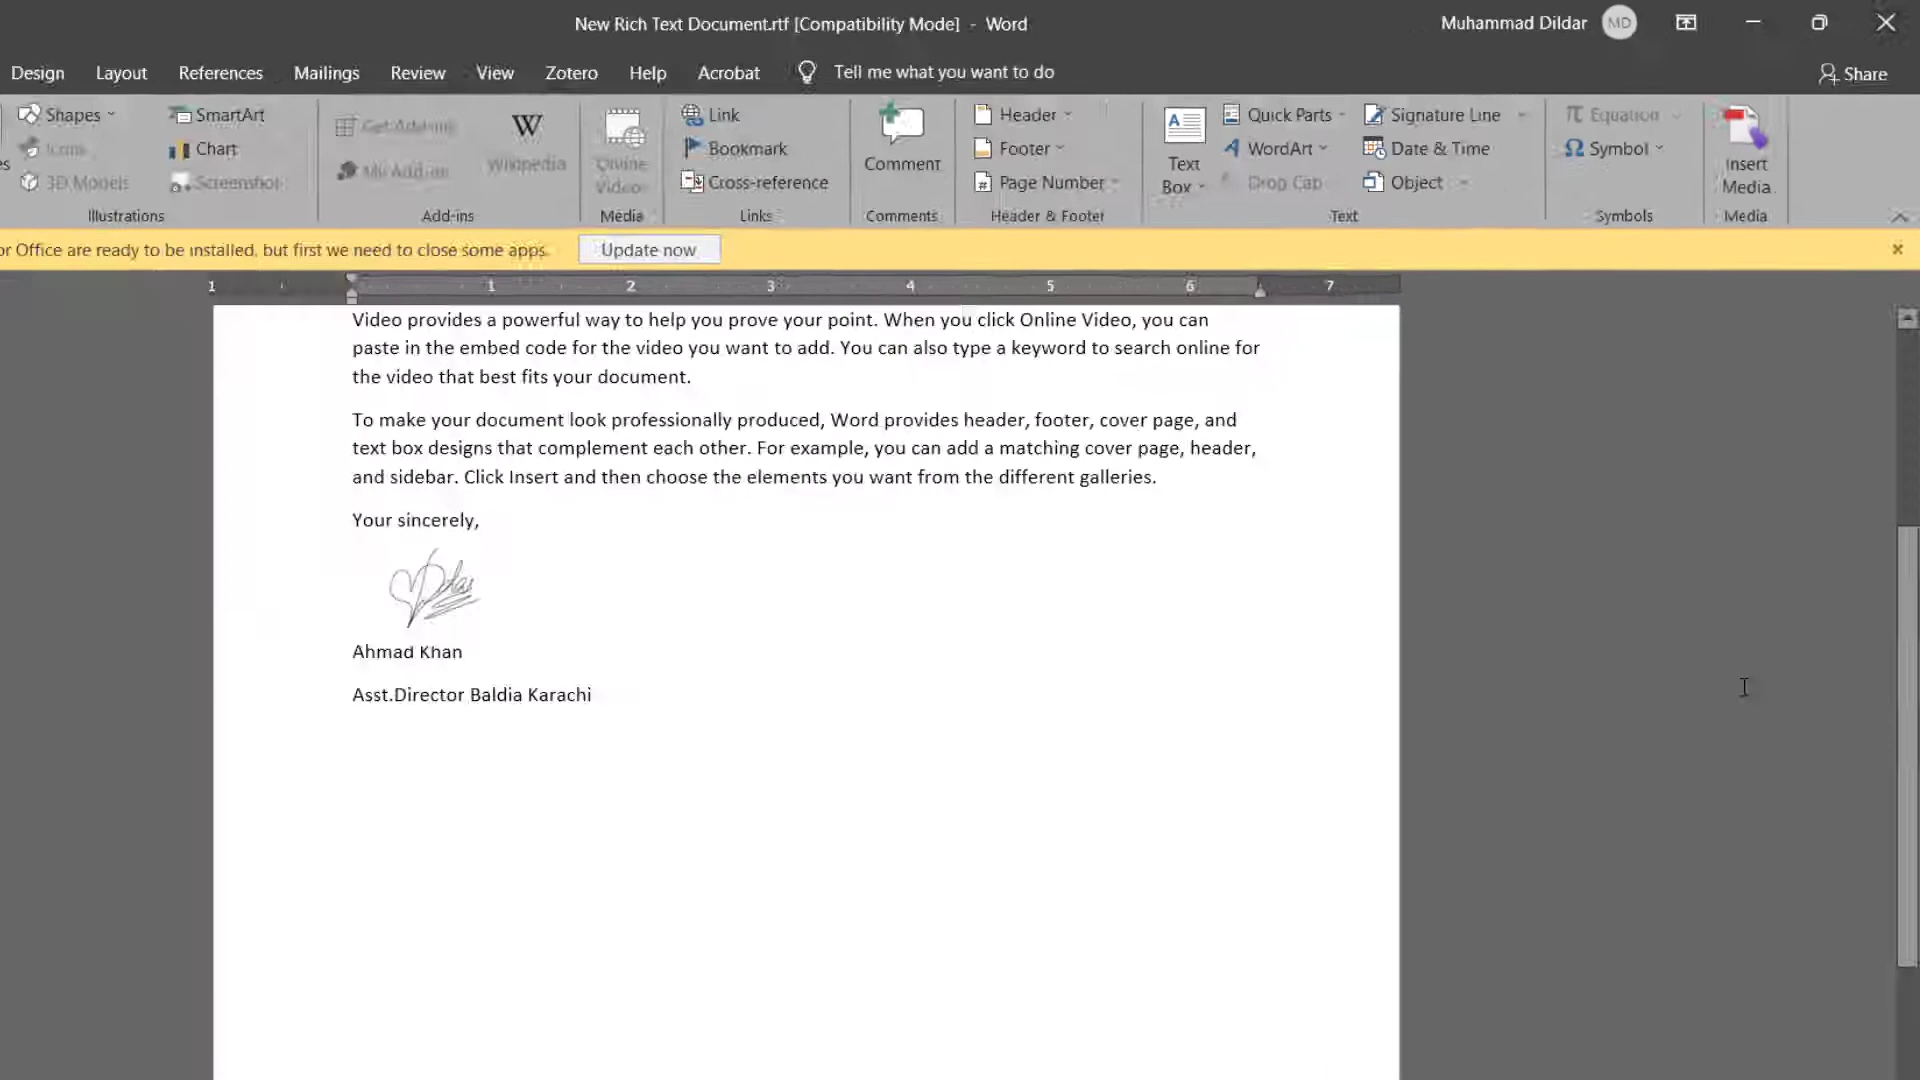 New Rich Text Document.rtf [Compatibility Mode] - Word
Muhammad Dildar MD
Design Layout References Mailings Review View Zotero Help Acrobat Tell me what you want to do Share
Shapes SmartArt Get Add-ins Wikipedia Online Video Link Comment Header Text Box Quick Parts Signature Line Equation Insert Media
Icons Chart Bookmark Footer WordArt Date & Time Symbol
3D Models Screenshot My Add-ins Cross-reference Page Number Drop Cap Object
Illustrations Add-ins Media Links Comments Header & Footer Text Symbols Media
or Office are ready to be installed, but first we need to close some apps. Update now
1 1 2 3 4 5 6 7
Video provides a powerful way to help you prove your point. When you click Online Video, you can
paste in the embed code for the video you want to add. You can also type a keyword to search online for
the video that best fits your document.
To make your document look professionally produced, Word provides header, footer, cover page, and
text box designs that complement each other. For example, you can add a matching cover page, header,
and sidebar. Click Insert and then choose the elements you want from the different galleries.
Your sincerely,
Ahmad Khan
Asst.Director Baldia Karachi